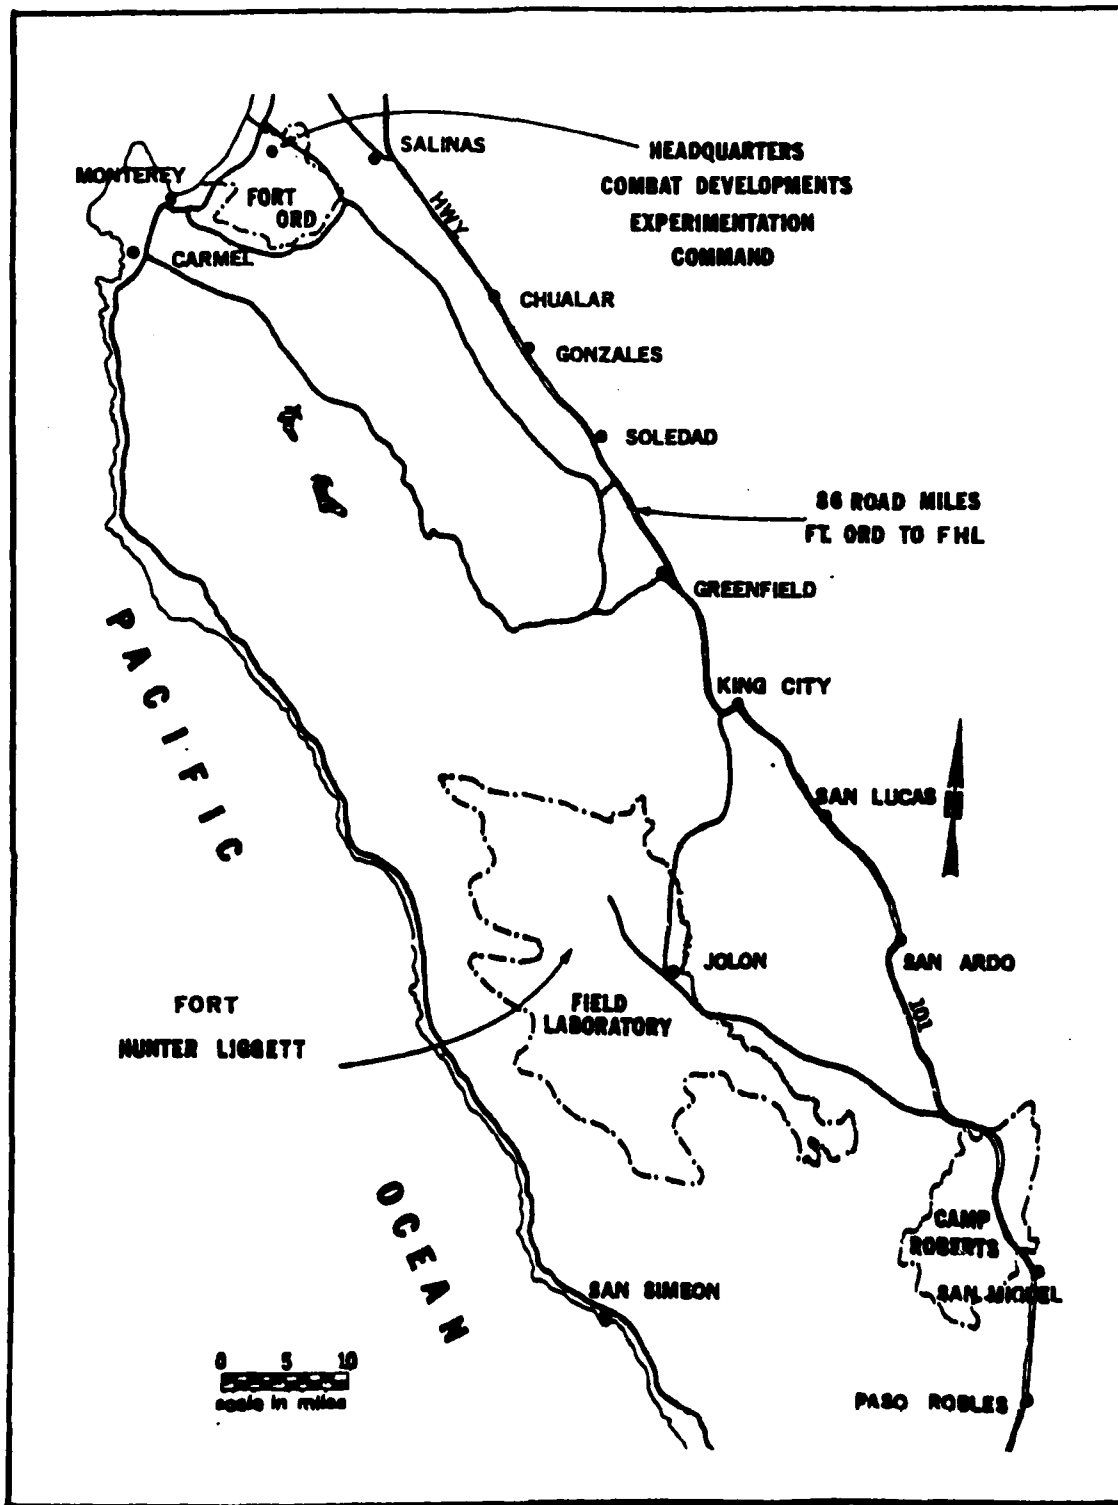 SALINAS
HEADQUARTERS
COMBAT DEVELOPMENTS
EXPERIMENTATION
COMMAND
MONTEREY
FORT
ORD
HWY
CARMEL
CHUALAR
GONZALES
SOLEDAD
86 ROAD MILES
FT. ORD TO FHL
GREENFIELD
PACIFIC
KING CITY
SAN LUCAS
N
JOLON
SAN ARDO
FORT
HUNTER LIGGETT
FIELD
LABORATORY
101
OCEAN
CAMP
ROBERTS
SAN SIMEON
SAN MIGUEL
0 5 10
scale in miles
PASO ROBLES